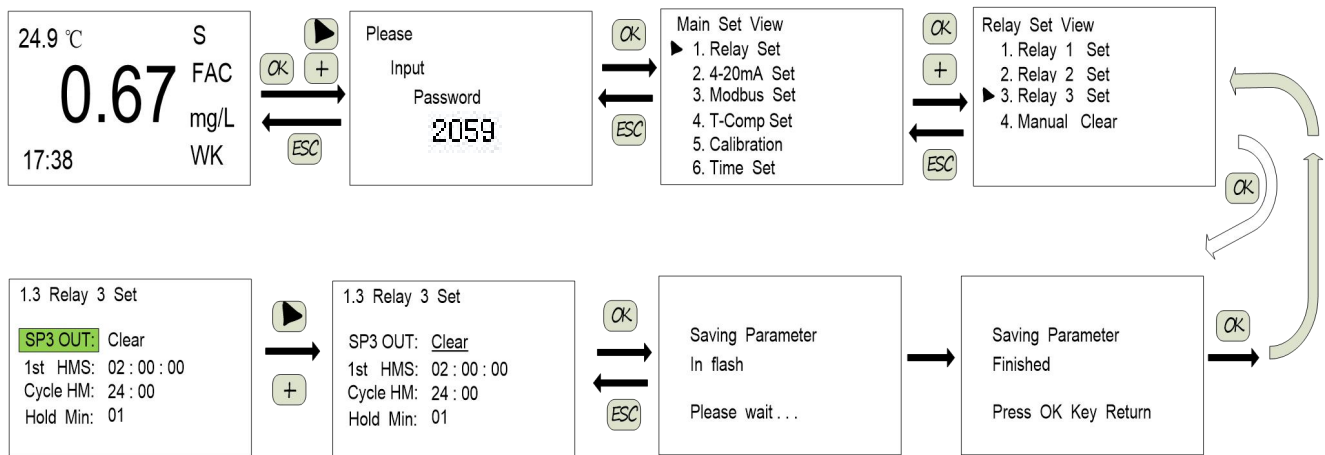 24.9 ℃ S
0.67 FAC
mg/L
17:38 WK
OK +
ESC
Please
Input
Password
2059
OK
ESC
Main Set View
1. Relay Set
2. 4-20mA Set
3. Modbus Set
4. T-Comp Set
5. Calibration
6. Time Set
OK
+
ESC
Relay Set View
1. Relay 1 Set
2. Relay 2 Set
3. Relay 3 Set
4. Manual Clear
OK
1.3 Relay 3 Set
SP3 OUT: Clear
1st HMS: 02 : 00 : 00
Cycle HM: 24 : 00
Hold Min: 01
+
1.3 Relay 3 Set
SP3 OUT: Clear
1st HMS: 02 : 00 : 00
Cycle HM: 24 : 00
Hold Min: 01
OK
ESC
Saving Parameter
In flash
Please wait . . .
Saving Parameter
Finished
Press OK Key Return
OK